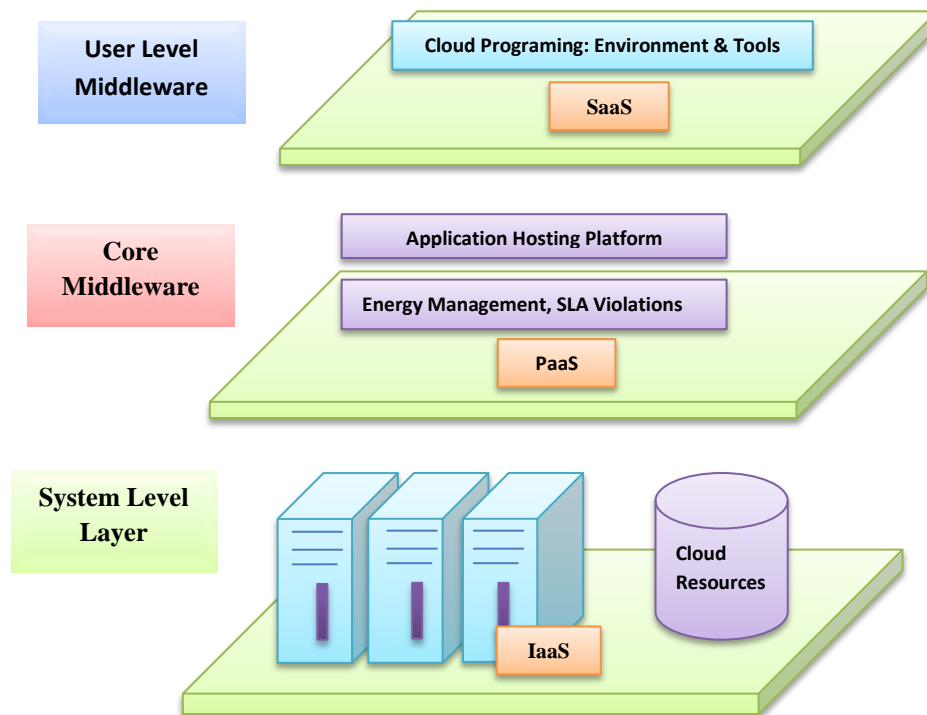 User Level
Middleware
Cloud Programing: Environment & Tools
SaaS
Core
Middleware
Application Hosting Platform
Energy Management, SLA Violations
PaaS
System Level
Layer
Cloud
Resources
IaaS